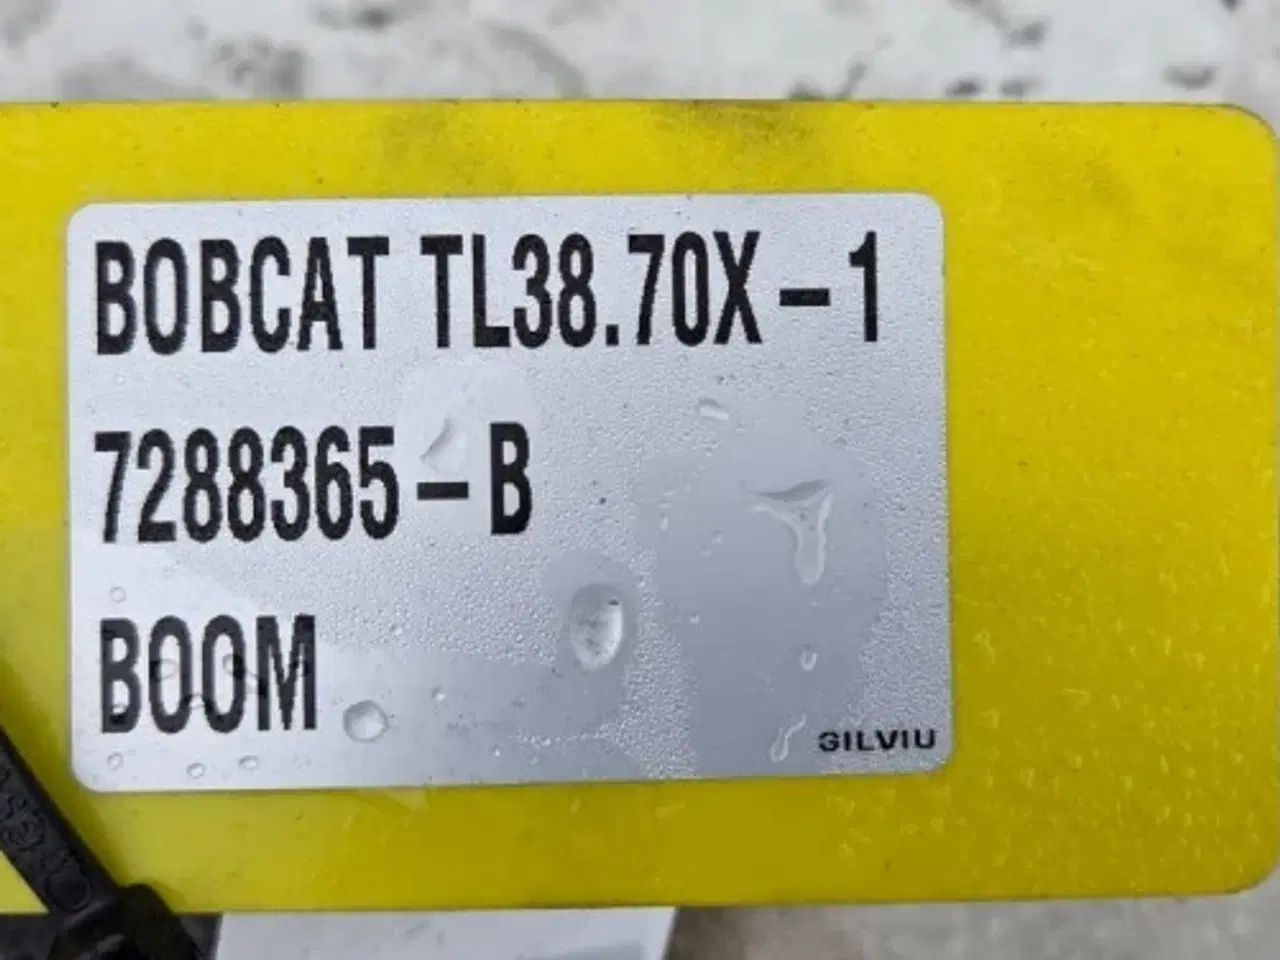 BOBCAT TL38.70X-1
7288365-B
BOOM
GILVIU